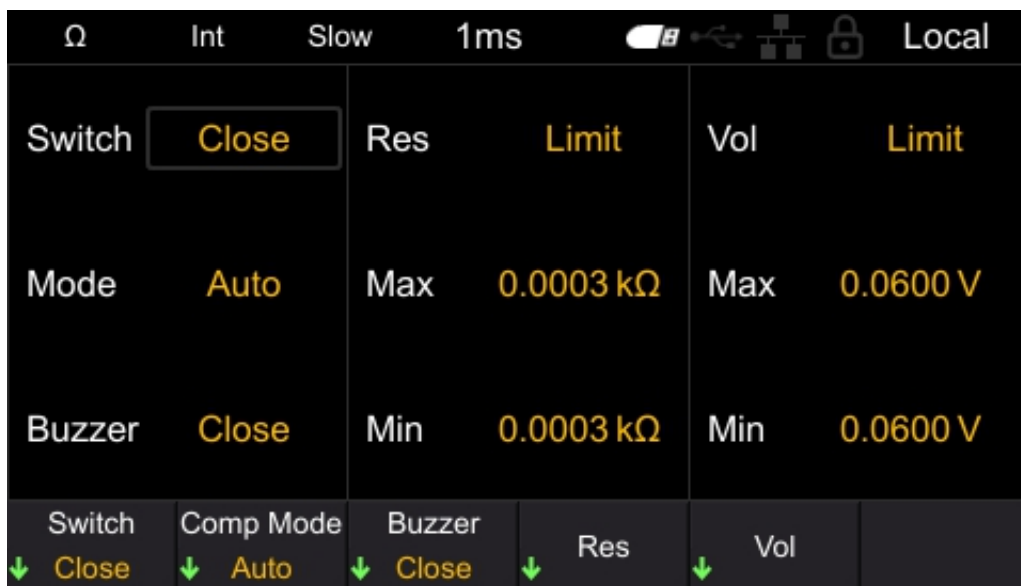 Ω Int Slow 1ms Local
Switch Close Res Limit Vol Limit
Mode Auto Max 0.0003 kΩ Max 0.0600 V
Buzzer Close Min 0.0003 kΩ Min 0.0600 V
Switch Comp Mode Buzzer Res Vol
Close Auto Close